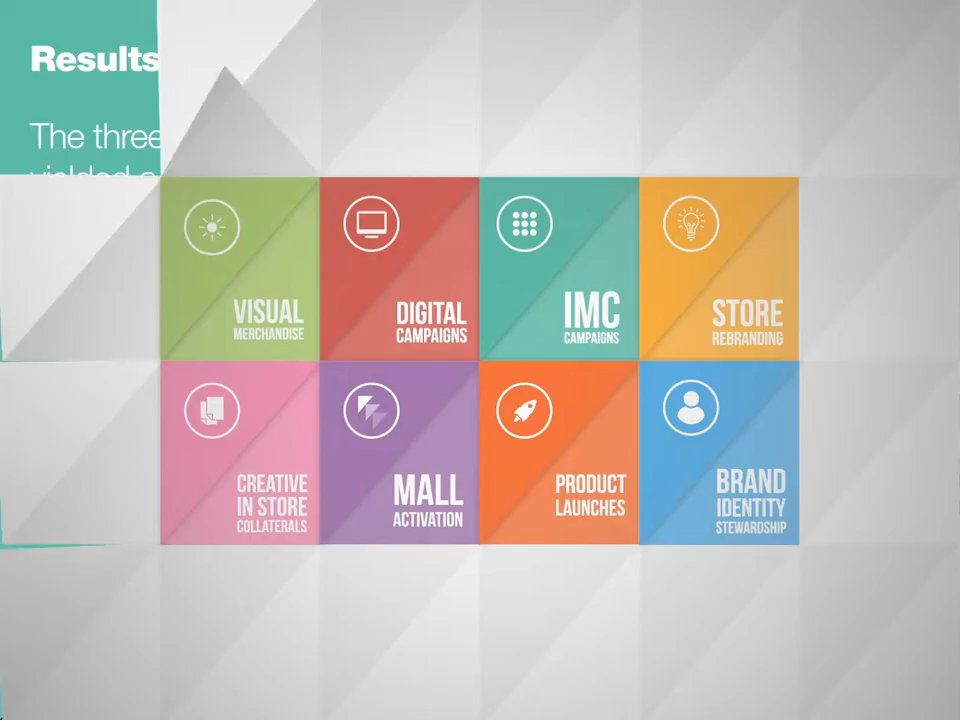 Results
The three
yielded a
VISUAL
MERCHANDISE
DIGITAL
CAMPAIGNS
IMC
CAMPAIGNS
STORE
REBRANDING
CREATIVE
IN STORE
COLLATERALS
MALL
ACTIVATION
PRODUCT
LAUNCHES
BRAND
IDENTITY
STEWARDSHIP